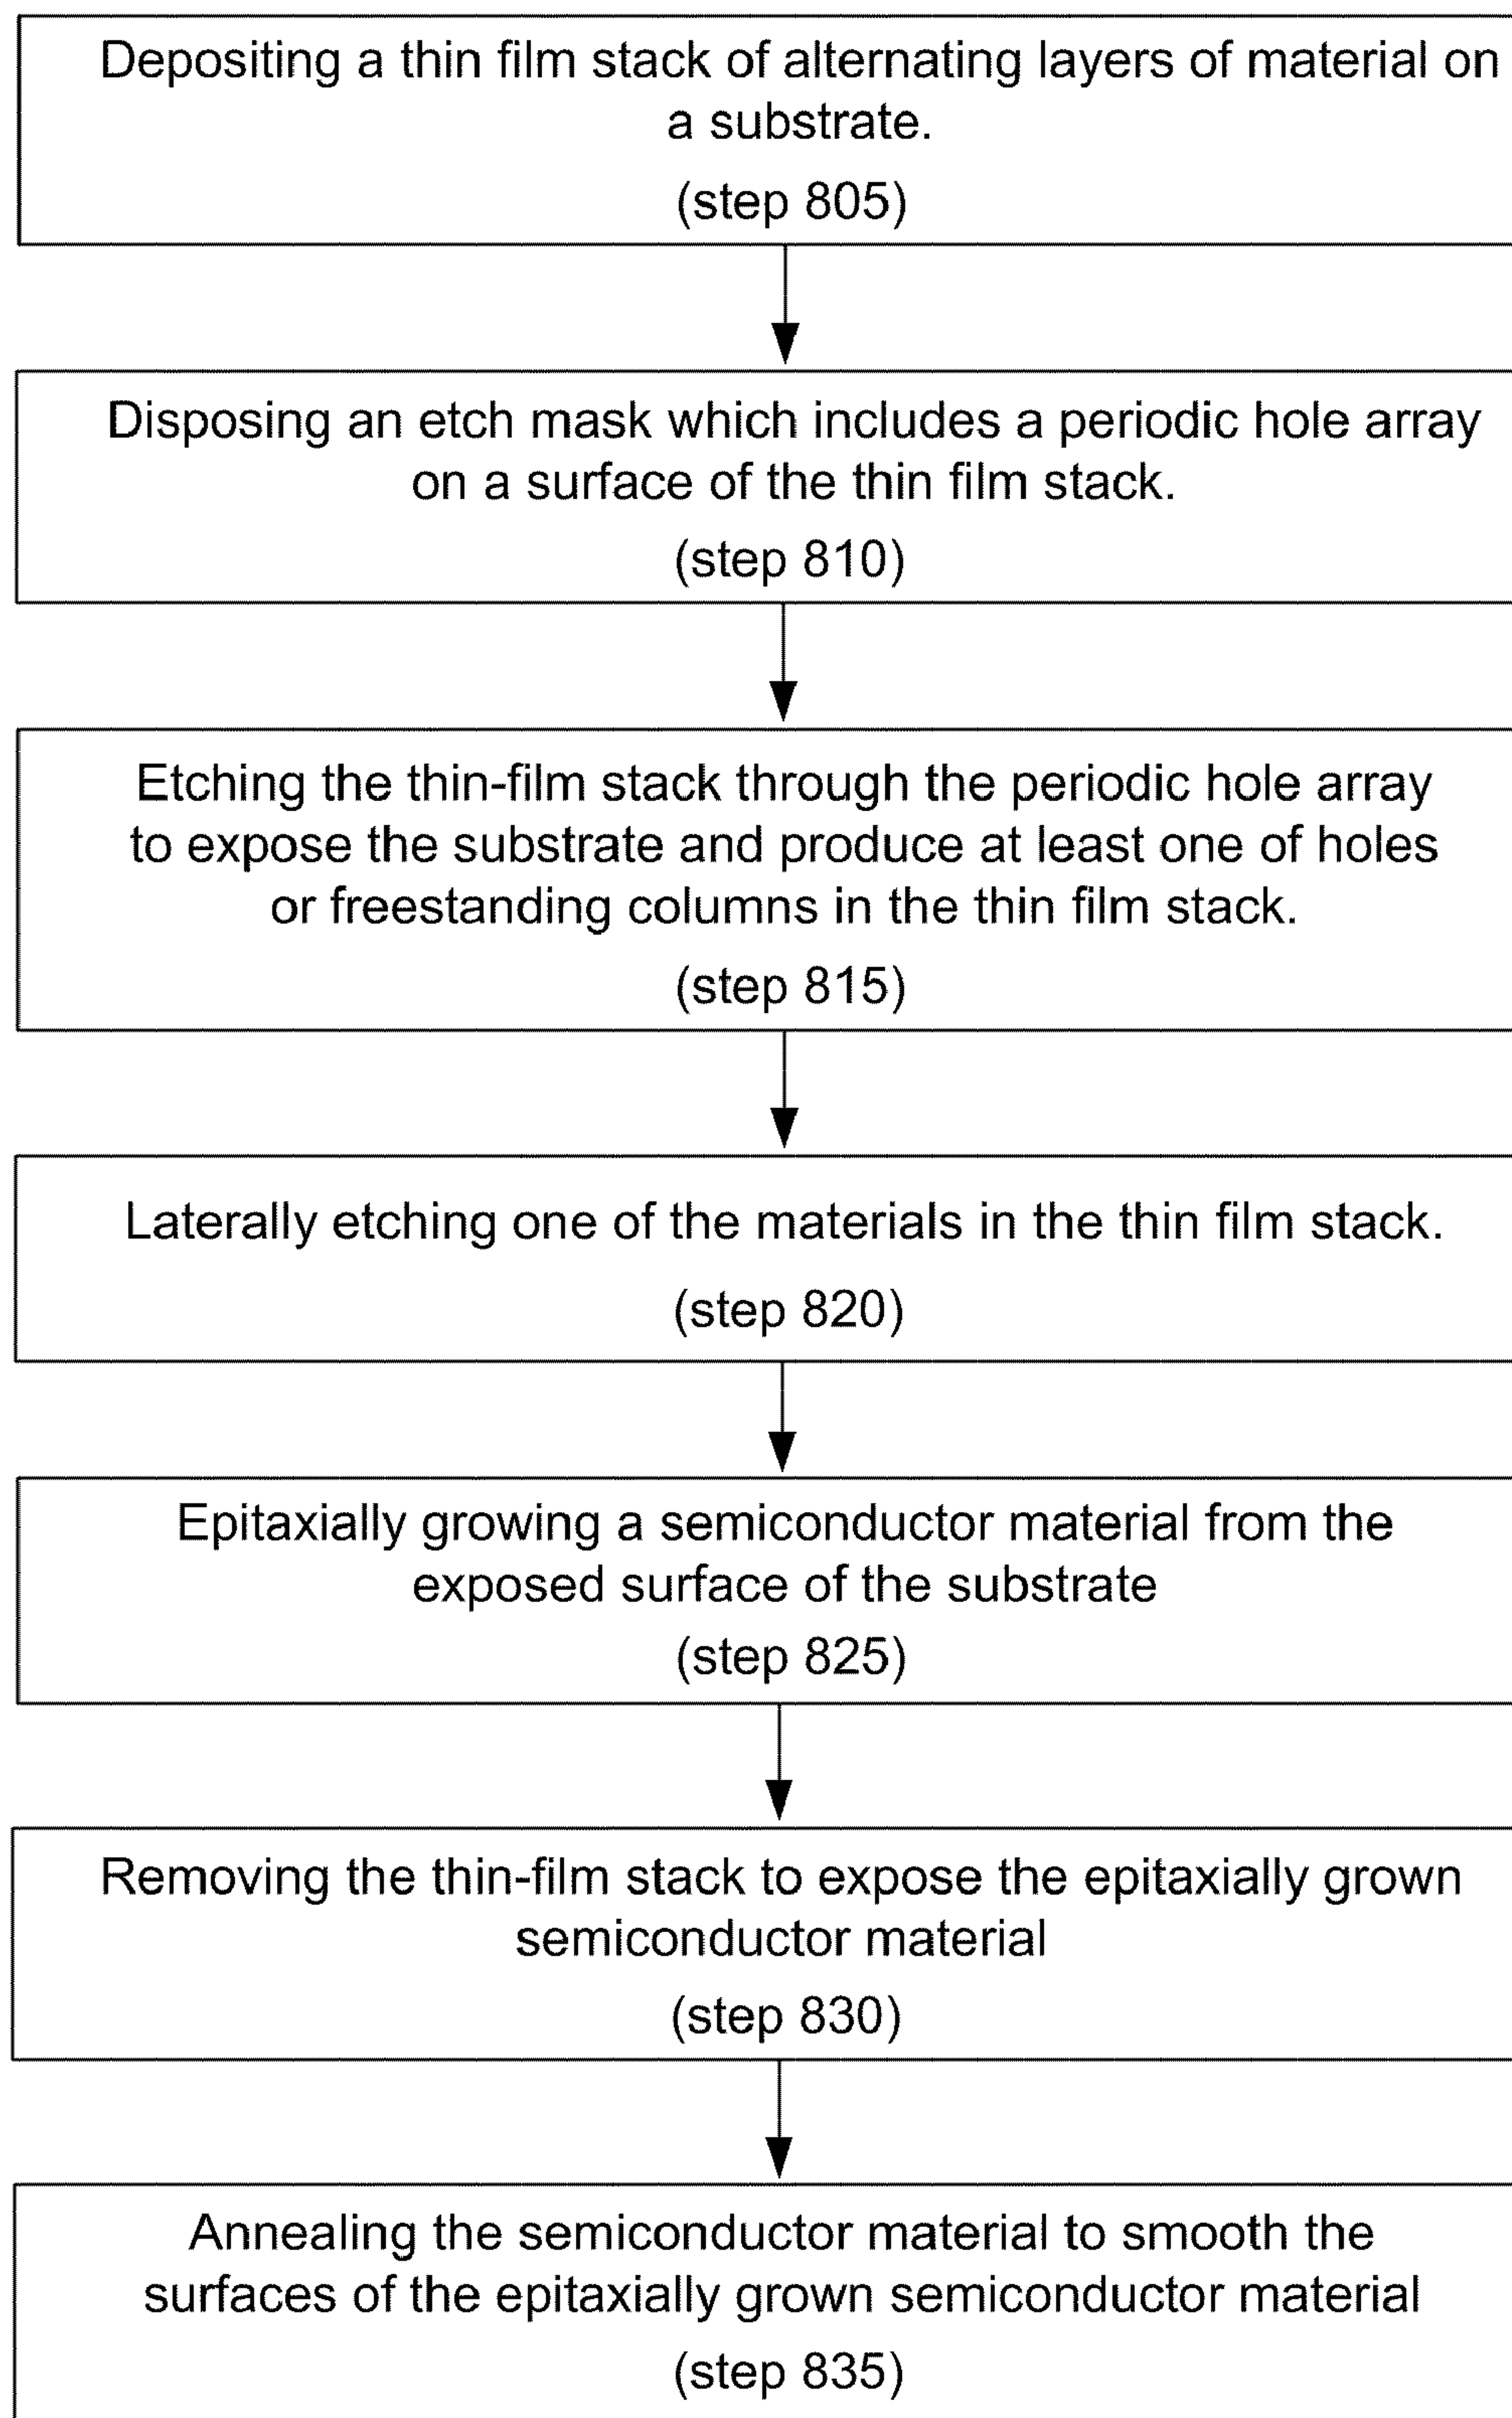 Depositing a thin film stack of alternating layers of material on
a substrate.
(step 805)
Disposing an etch mask which includes a periodic hole array
on a surface of the thin film stack.
(step 810)
Etching the thin-film stack through the periodic hole array
to expose the substrate and produce at least one of holes
or freestanding columns in the thin film stack.
(step 815)
Laterally etching one of the materials in the thin film stack.
(step 820)
Epitaxially growing a semiconductor material from the
exposed surface of the substrate
(step 825)
Removing the thin-film stack to expose the epitaxially grown
semiconductor material
(step 830)
Annealing the semiconductor material to smooth the
surfaces of the epitaxially grown semiconductor material
(step 835)